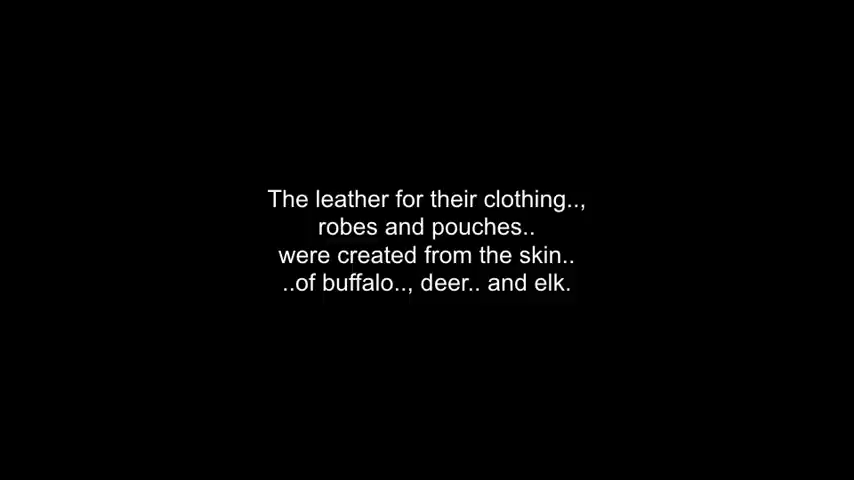 The leather for their clothing..,
robes and pouches..
were created from the skin..
..of buffalo.., deer.. and elk.